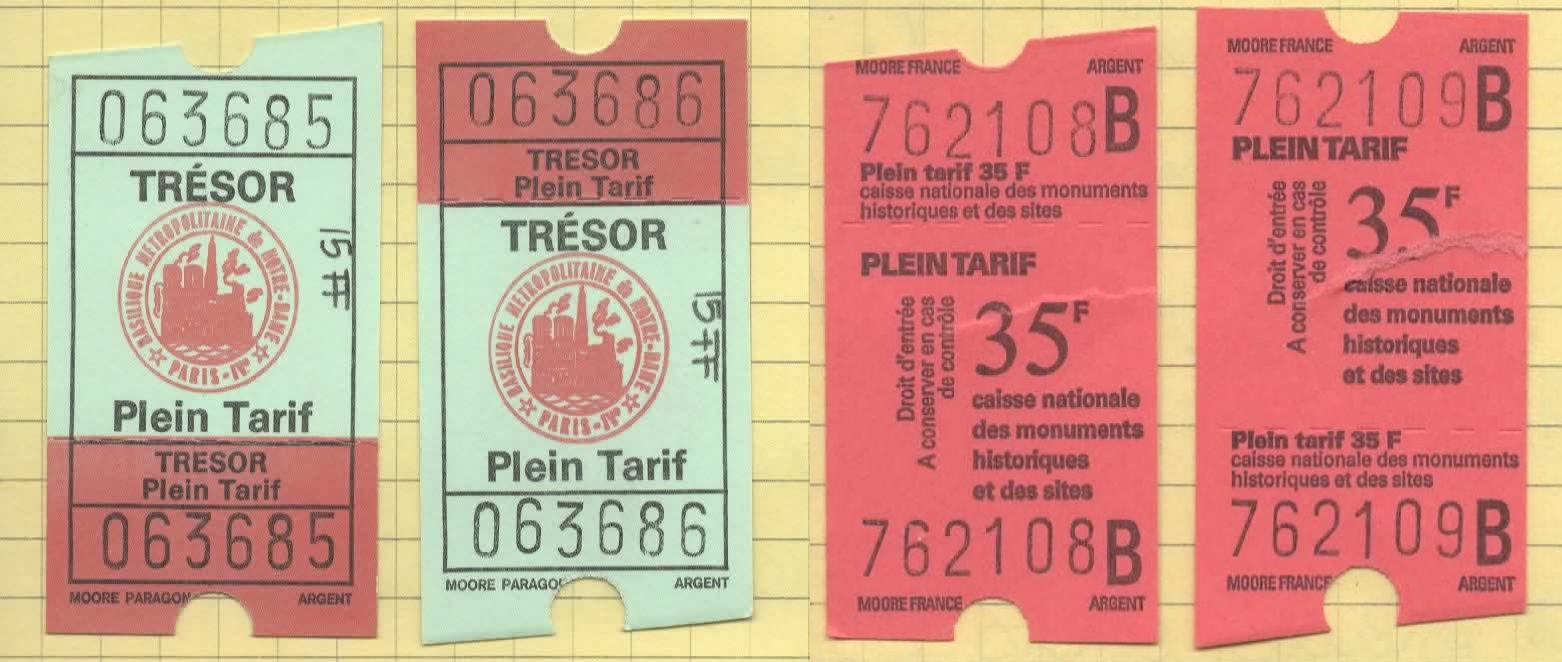 063685
TRÉSOR
BASILIQUE METROPOLITAINE de NOTRE-DAME
PARIS-IVe
15 FF
Plein Tarif
TRESOR
Plein Tarif
063685
MOORE PARAGON ARGENT
063686
TRESOR
Plein Tarif
TRÉSOR
BASILIQUE METROPOLITAINE de NOTRE-DAME
PARIS-IVe
15 FF
Plein Tarif
063686
MOORE PARAGON ARGENT
MOORE FRANCE ARGENT
762108B
Plein tarif 35 F
caisse nationale des monuments
historiques et des sites
PLEIN TARIF
Droit d'entrée
A conserver en cas
de contrôle
35F
caisse nationale
des monuments
historiques
et des sites
762108B
MOORE FRANCE ARGENT
MOORE FRANCE ARGENT
762109B
PLEIN TARIF
Droit d'entrée
A conserver en cas
de contrôle
35F
caisse nationale
des monuments
historiques
et des sites
Plein tarif 35 F
caisse nationale des monuments
historiques et des sites
762109B
MOORE FRANCE ARGENT